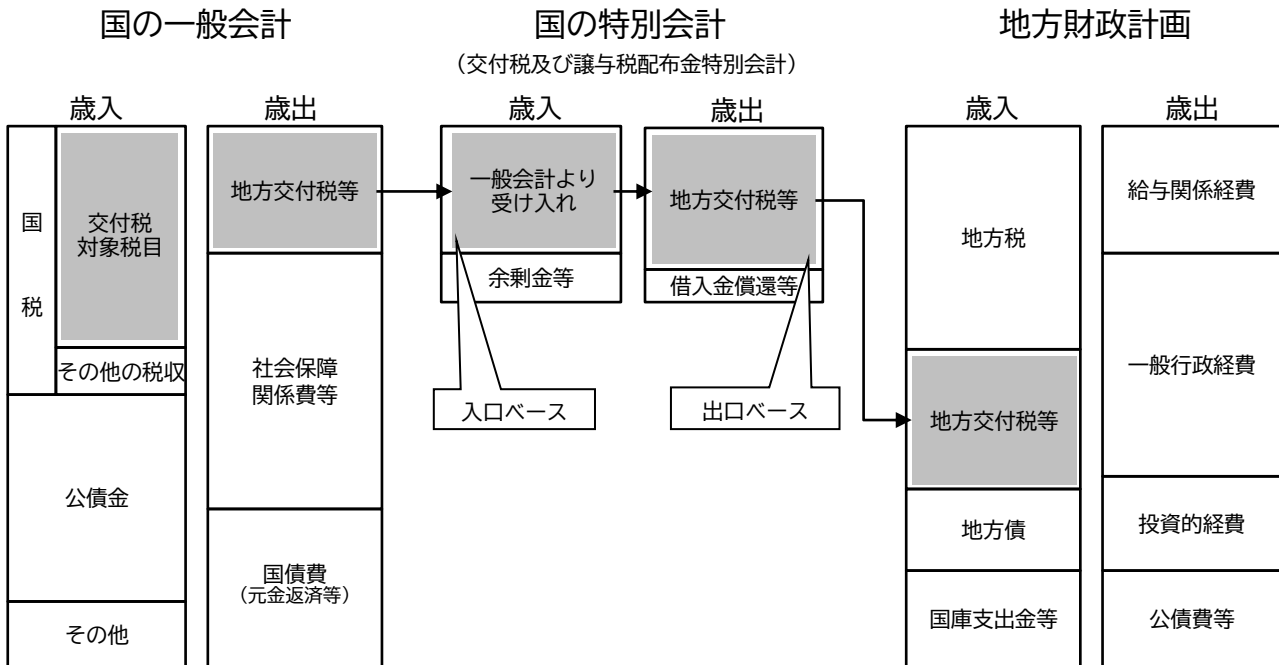 国の一般会計
国の特別会計
(交付税及び譲与税配布金特別会計)
地方財政計画
歳入
歳出
歳入
歳出
歳入
歳出
国
税
交付税
対象税目
その他の税収
公債金
その他
地方交付税等
社会保障
関係費等
国債費
(元金返済等)
一般会計より
受け入れ
余剰金等
入口ベース
地方交付税等
借入金償還等
出口ベース
地方税
地方交付税等
地方債
国庫支出金等
給与関係経費
一般行政経費
投資的経費
公債費等